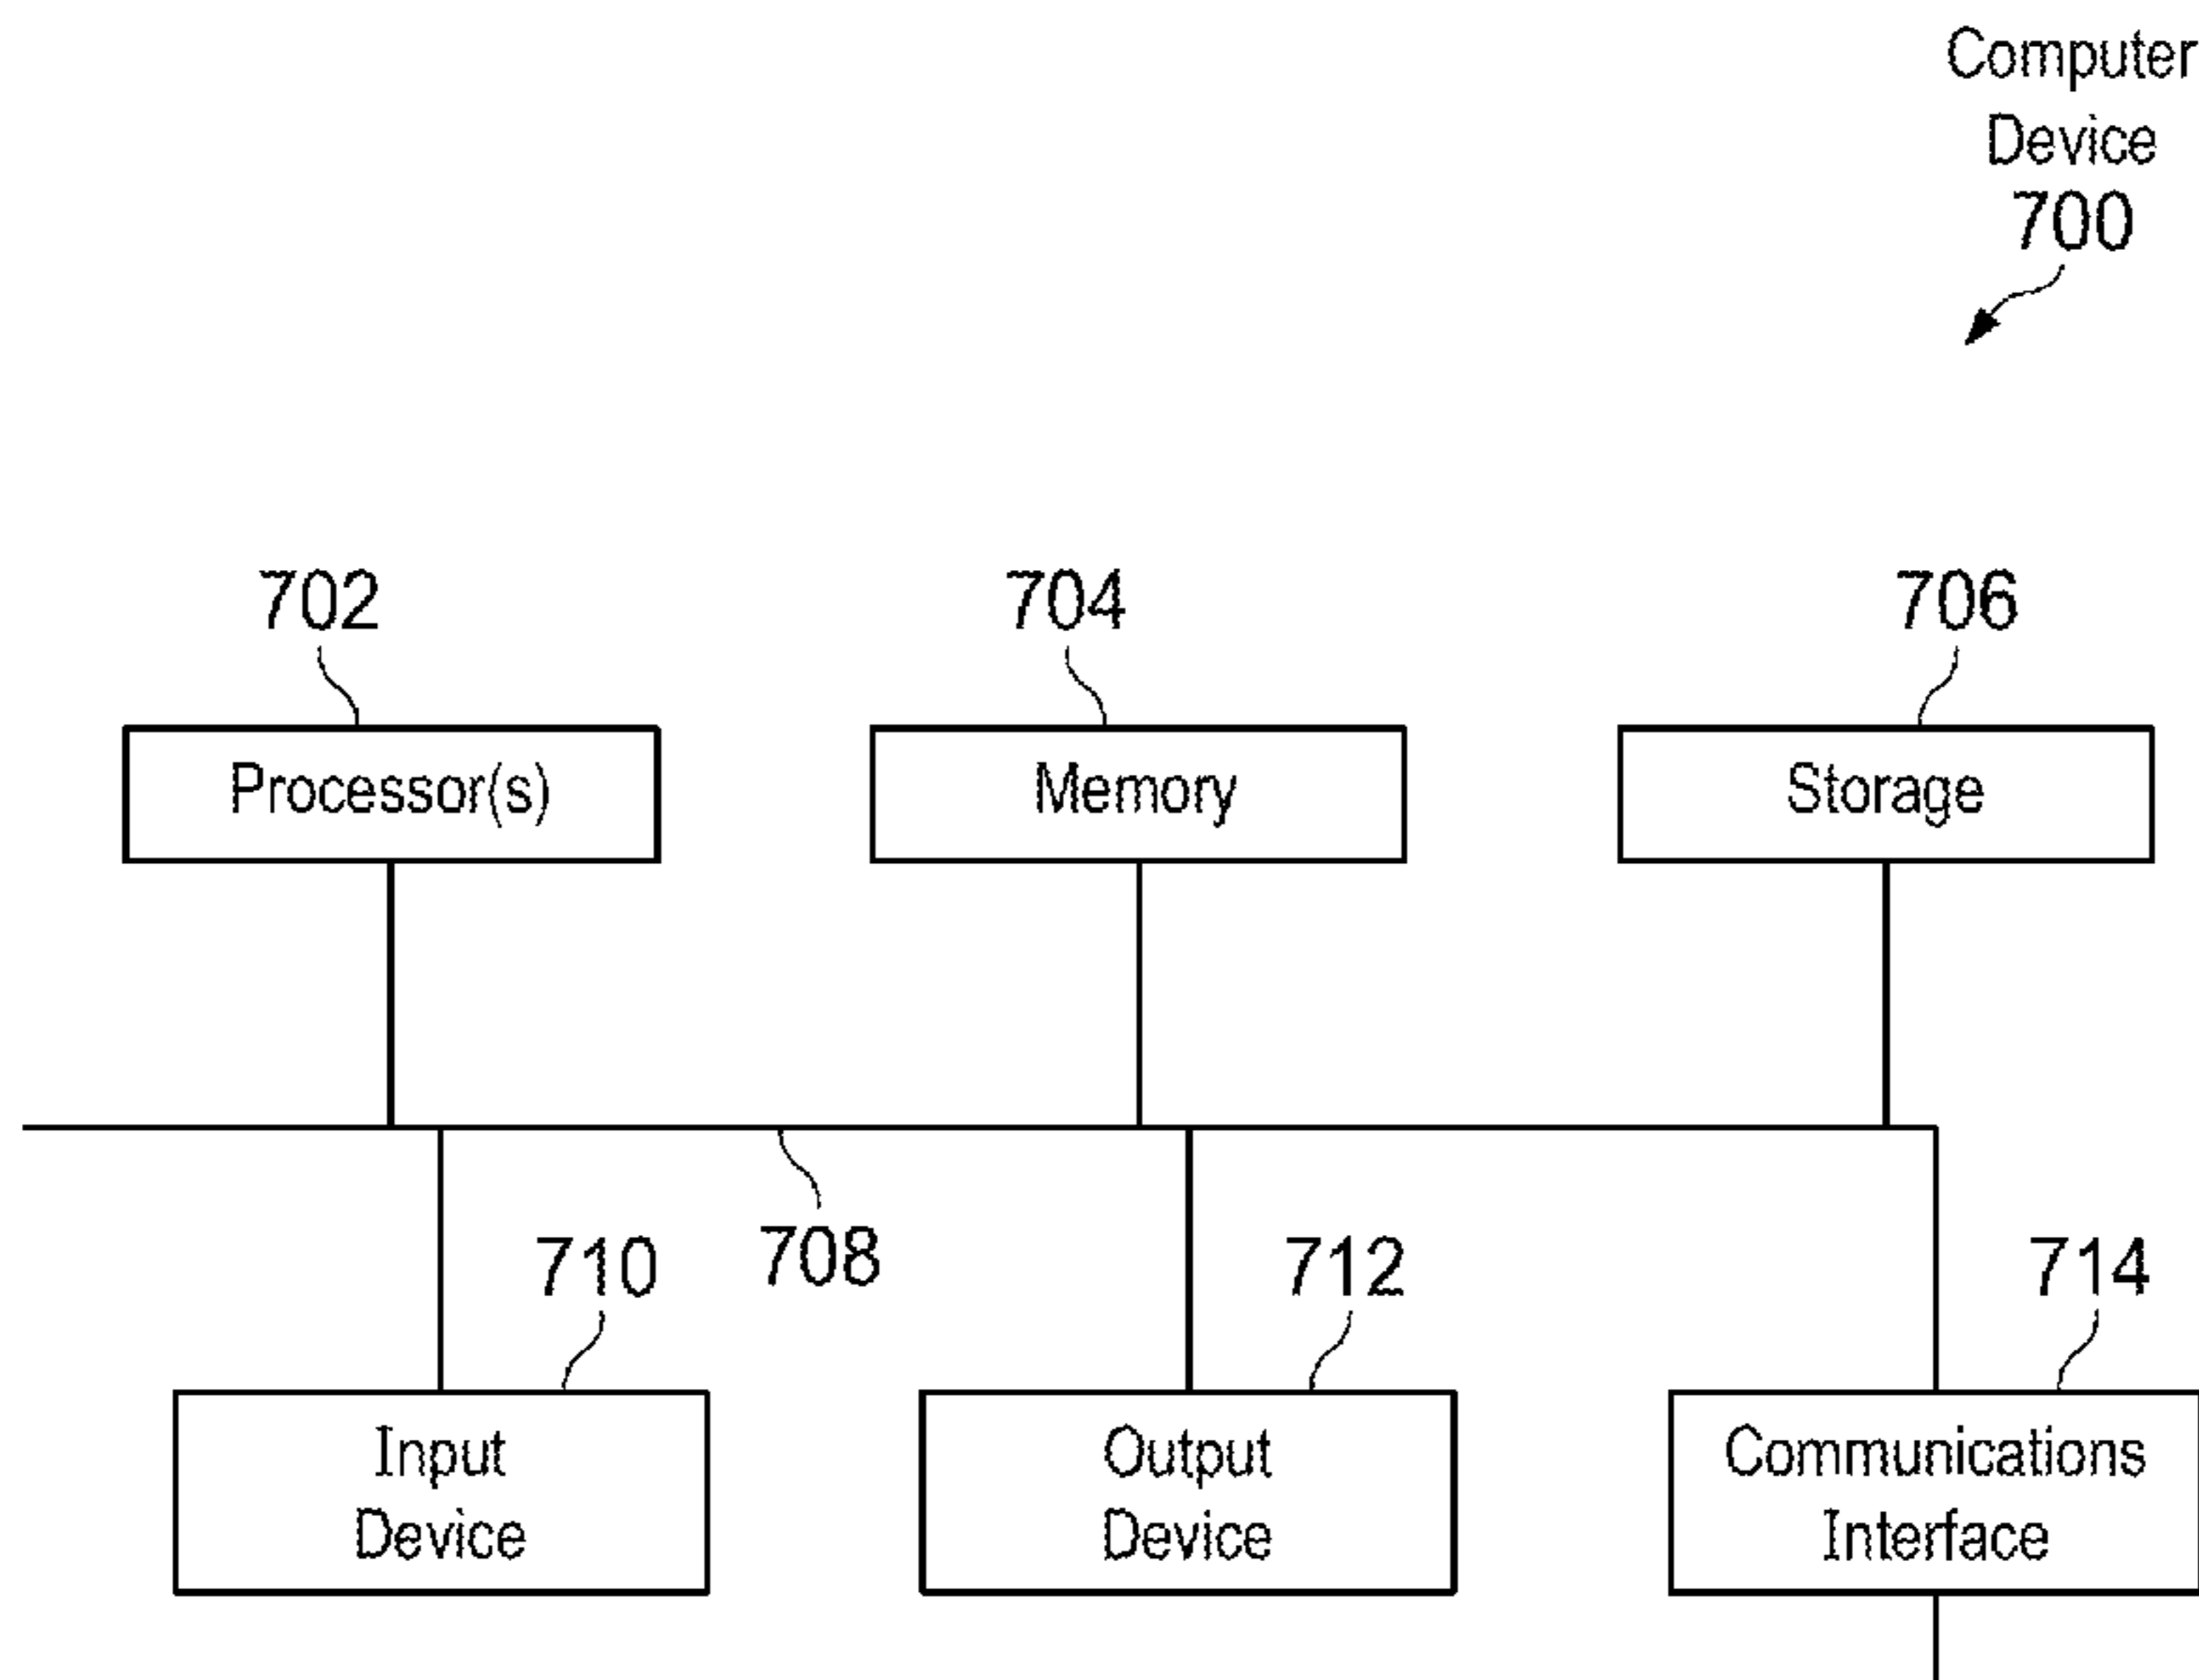 Computer
Device
700
702
704
706
Processor(s)
Memory
Storage
708
710
712
714
Input
Device
Output
Device
Communications
Interface